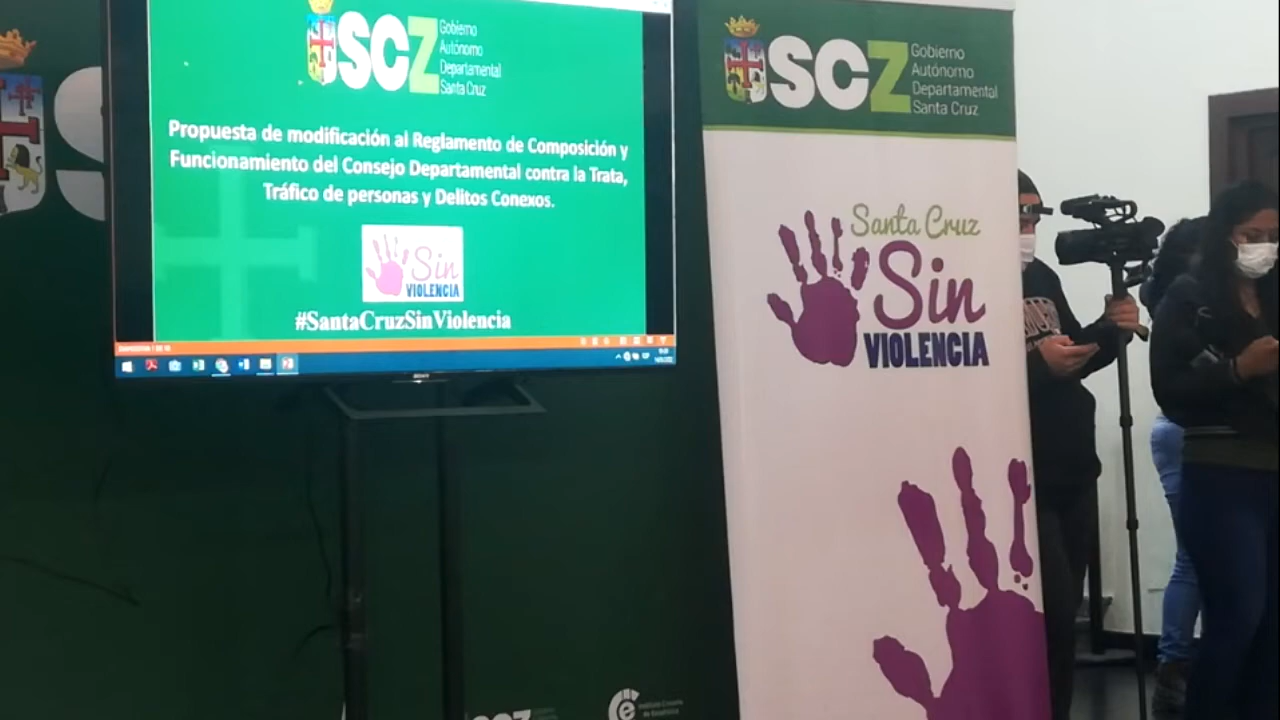 SCZ
Gobierno
Autónomo
Departamental
Santa Cruz
Propuesta de modificación al Reglamento de Composición y
Funcionamiento del Consejo Departamental contra la Trata,
Tráfico de personas y Delitos Conexos.
Sin
VIOLENCIA
#SantaCruzSinViolencia
SONY
SCZ
Gobierno
Autónomo
Departamental
Santa Cruz
Santa Cruz
Sin
VIOLENCIA
S
SCZ